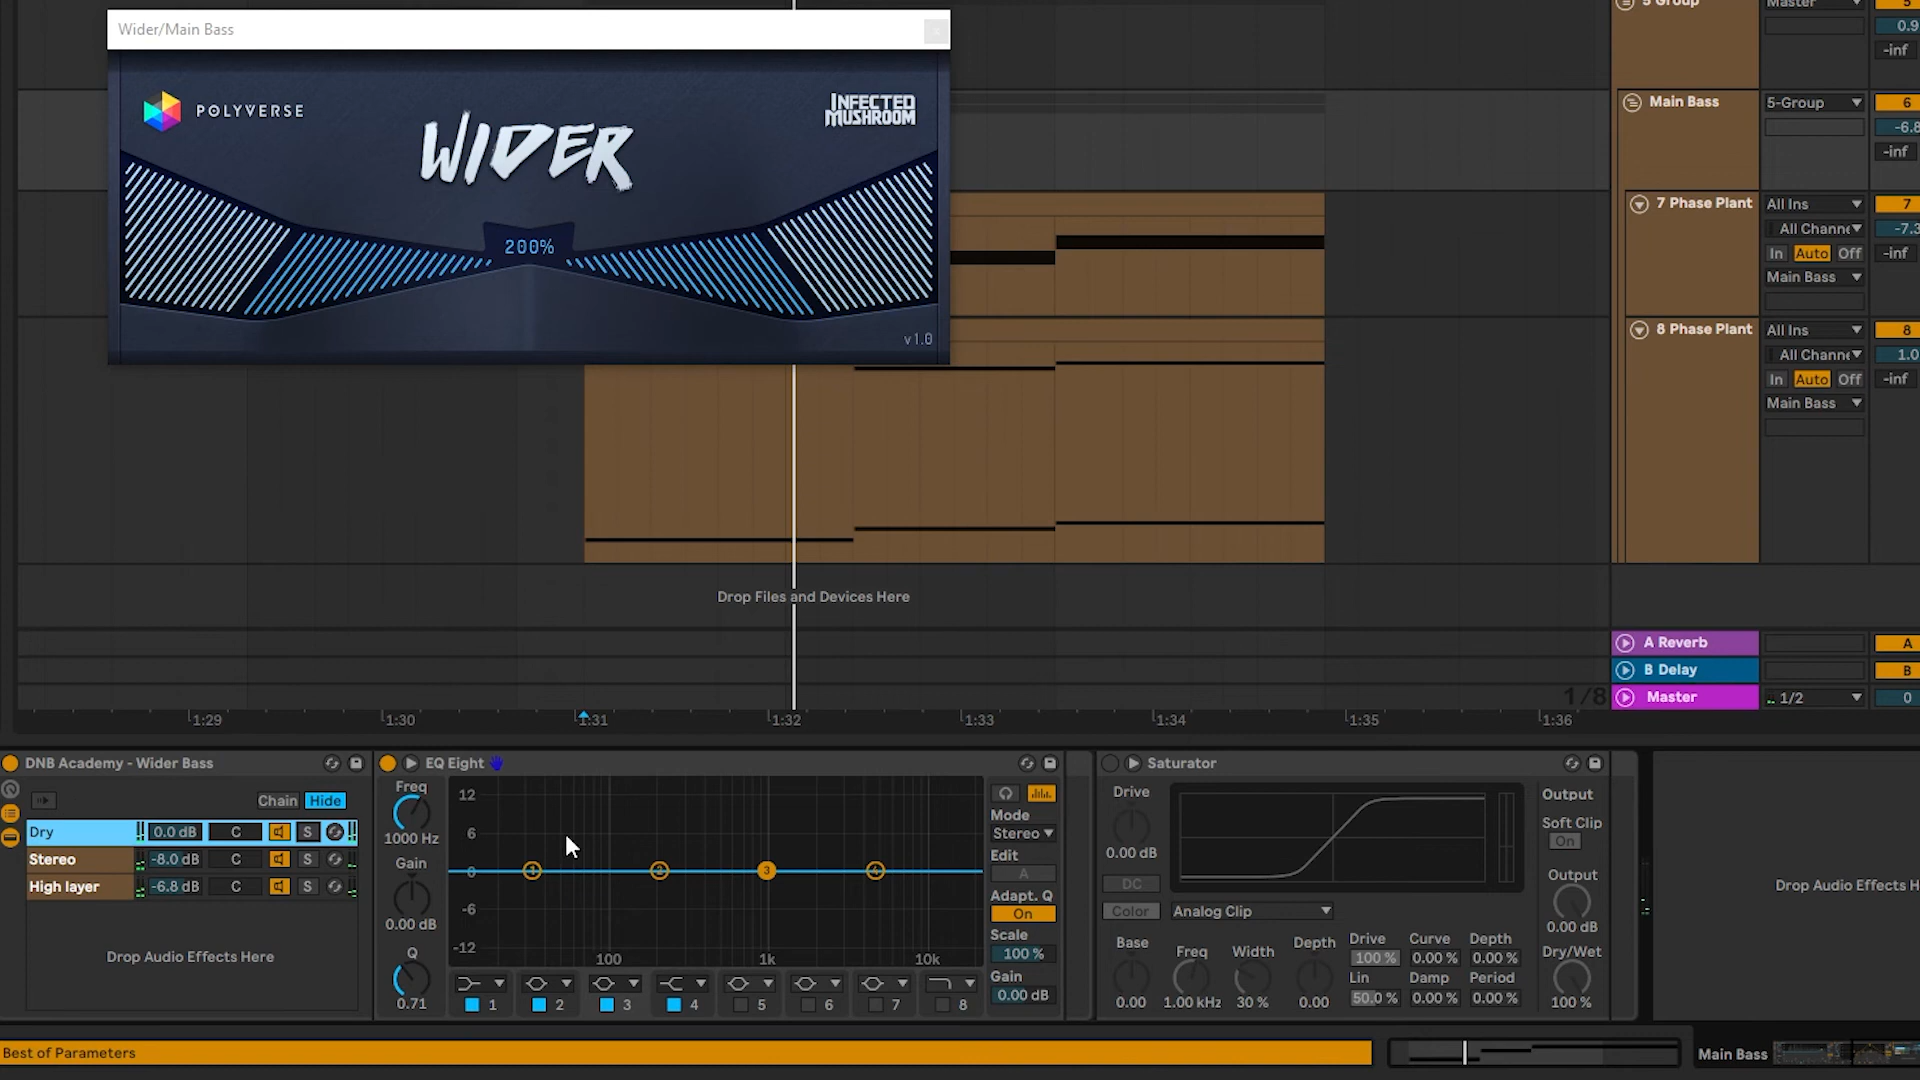 Wider/Main Bass
POLYVERSE
WIDER
INFECTED MUSHROOM
200%
v1.0
5 Group
Master
5
0.9
-inf
Main Bass
5-Group
6
-6.8
-inf
7 Phase Plant
All Ins
7
All Channe
-7.3
In Auto Off
-inf
Main Bass
8 Phase Plant
All Ins
8
All Channe
1.0
In Auto Off
-inf
Main Bass
Drop Files and Devices Here
A Reverb
A
B Delay
B
1/8
Master
1/2
0
1:29 1:30 1:31 1:32 1:33 1:34 1:35 1:36
DNB Academy - Wider Bass
Chain Hide
Dry 0.0 dB C S
Stereo -8.0 dB C S
High layer -6.8 dB C S
Drop Audio Effects Here
EQ Eight
Freq
1000 Hz
Gain
0.00 dB
Q
0.71
12
6
0
-6
-12
1 2 3 4
100 1k 10k
1 2 3 4 5 6 7 8
Mode
Stereo
Edit
A
Adapt. Q
On
Scale
100 %
Gain
0.00 dB
Saturator
Drive
0.00 dB
DC
Color
Analog Clip
Base
0.00
Freq
1.00 kHz
Width
30 %
Depth
0.00
Drive Curve Depth
100 % 0.00 % 0.00 %
Lin Damp Period
50.0 % 0.00 % 0.00 %
Output
Soft Clip
On
Output
0.00 dB
Dry/Wet
100 %
Drop Audio Effects H
Best of Parameters
Main Bass